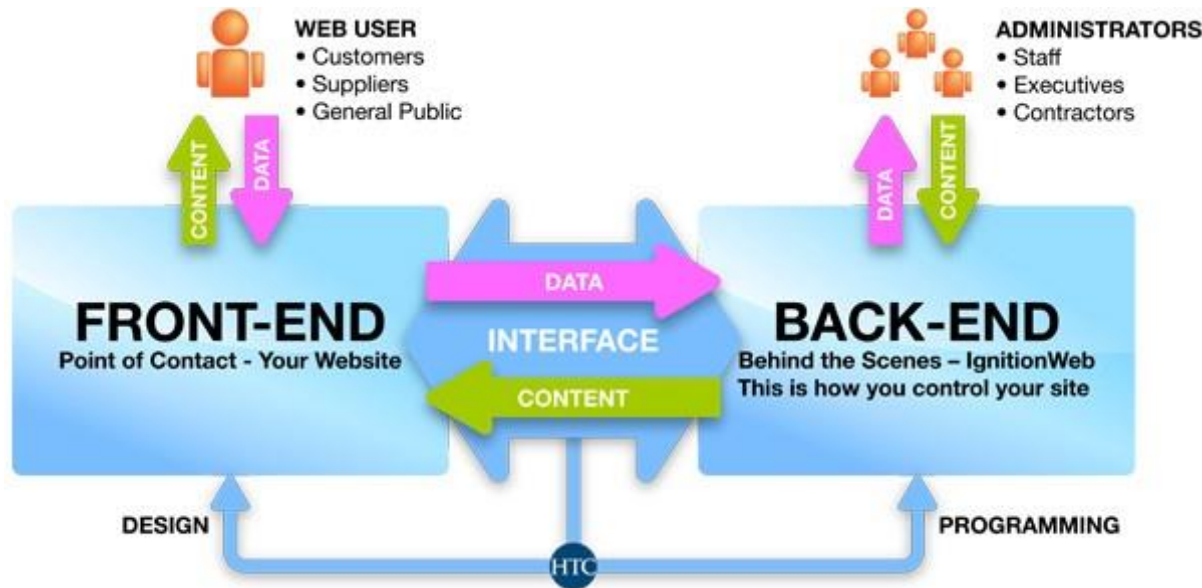 WEB USER
• Customers
• Suppliers
• General Public
ADMINISTRATORS
• Staff
• Executives
• Contractors
CONTENT
DATA
DATA
CONTENT
FRONT-END
Point of Contact - Your Website
DATA
INTERFACE
CONTENT
BACK-END
Behind the Scenes – IgnitionWeb
This is how you control your site
DESIGN
HTC
PROGRAMMING